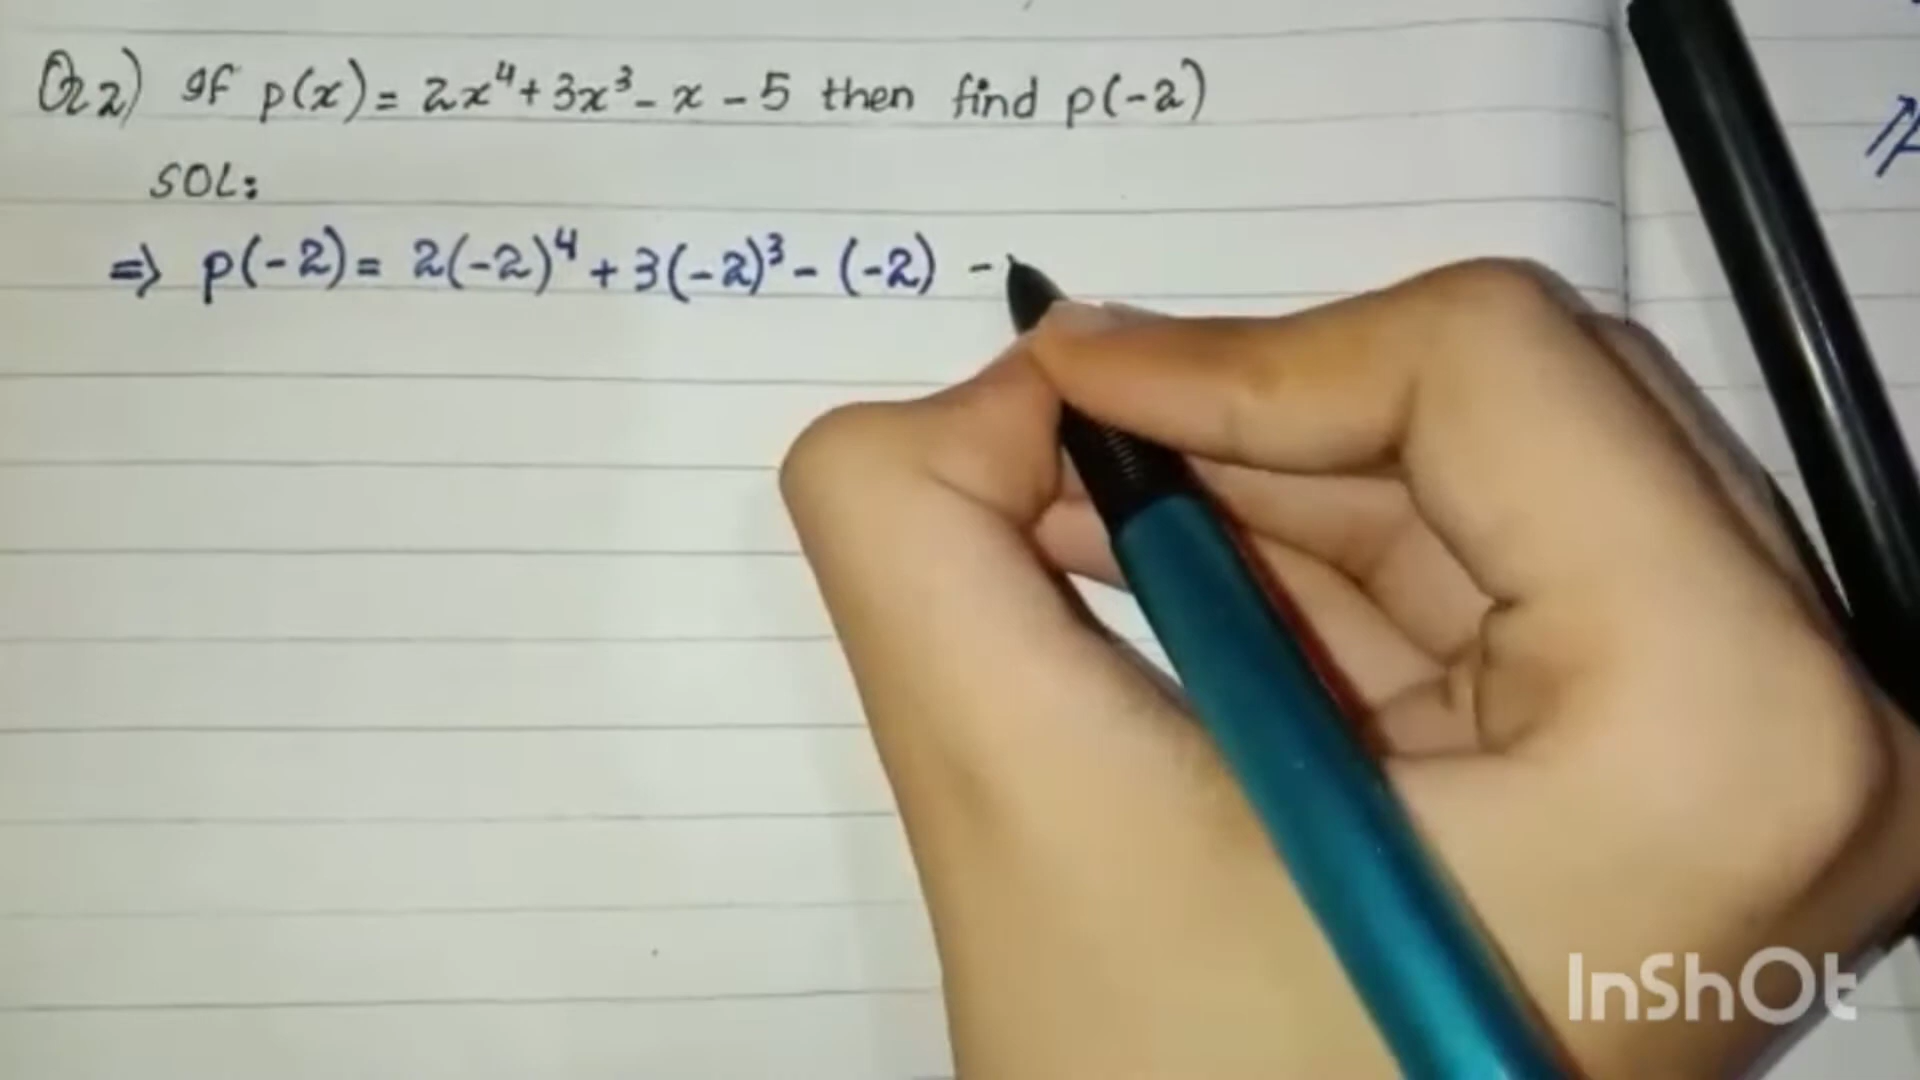 Q2) If p(x) = 2x⁴ + 3x³ - x - 5 then find p(-2)
SOL:
⇒ p(-2) = 2(-2)⁴ + 3(-2)³ - (-2) -
InShOt